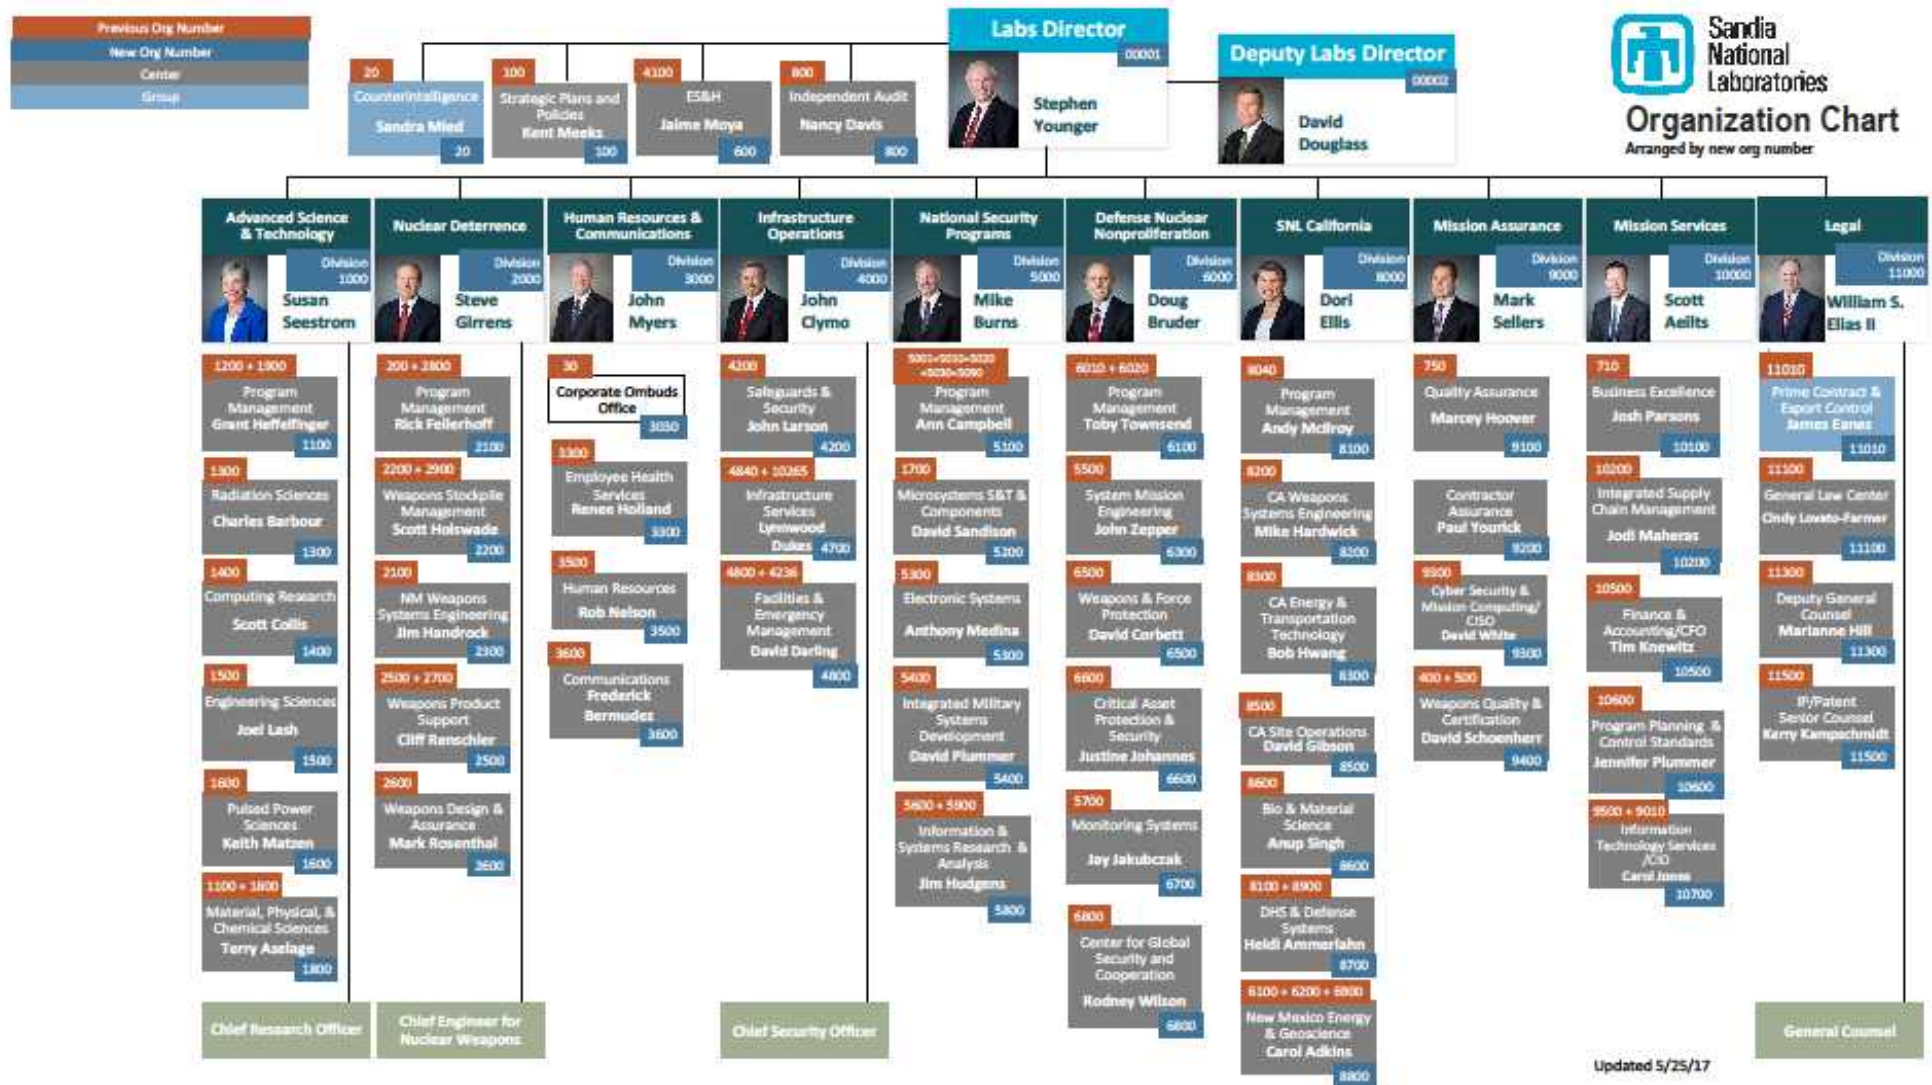 Previous Org Number
New Org Number
Center
Group
Labs Director
00001
Stephen
Younger
Deputy Labs Director
00002
David
Douglass
Sandia
National
Laboratories
Organization Chart
Arranged by new org number
20
Counterintelligence
Sandra Mied
20
100
Strategic Plans and
Policies
Kent Meeks
100
4100
ES&H
Jaime Moya
600
800
Independent Audit
Nancy Davis
800
Advanced Science
& Technology
Division
1000
Susan
Seestrom
1200 + 1900
Program
Management
Grant Heffelfinger
1100
1300
Radiation Sciences
Charles Barbour
1300
1400
Computing Research
Scott Collis
1400
1500
Engineering Sciences
Joel Lash
1500
1600
Pulsed Power
Sciences
Keith Matzen
1600
1100 + 1800
Material, Physical, &
Chemical Sciences
Terry Aselage
1800
Chief Research Officer
Nuclear Deterrence
Division
2000
Steve
Girrens
200 + 2800
Program
Management
Rick Fellerhoff
2100
2200 + 2900
Weapons Stockpile
Management
Scott Holswade
2200
2100
NM Weapons
Systems Engineering
Jim Handrock
2300
2500 + 2700
Weapons Product
Support
Cliff Renschler
2500
2600
Weapons Design &
Assurance
Mark Rosenthal
2600
Chief Engineer for
Nuclear Weapons
Human Resources &
Communications
Division
3000
John
Myers
30
Corporate Ombuds
Office
3030
3300
Employee Health
Services
Renee Holland
3300
3500
Human Resources
Rob Nelson
3500
3600
Communications
Frederick
Bermudez
3600
Infrastructure
Operations
Division
4000
John
Clymo
4200
Safeguards &
Security
John Larson
4200
4840 + 10265
Infrastructure
Services
Lynnwood
Dukes
4700
4800 + 4236
Facilities &
Emergency
Management
David Darling
4800
Chief Security Officer
National Security
Programs
Division
5000
Mike
Burns
Program
Management
Ann Campbell
5100
1700
Microsystems S&T &
Components
David Sandison
5200
5300
Electronic Systems
Anthony Medina
5300
5400
Integrated Military
Systems
Development
David Plummer
5400
5600 + 5900
Information &
Systems Research &
Analysis
Jim Hudgens
5800
Defense Nuclear
Nonproliferation
Division
6000
Doug
Bruder
6010 + 6020
Program
Management
Toby Townsend
6100
5500
System Mission
Engineering
John Zepper
6300
6500
Weapons & Force
Protection
David Corbett
6500
6600
Critical Asset
Protection &
Security
Justine Johannes
6600
5700
Monitoring Systems
Jay Jakubczak
6700
6800
Center for Global
Security and
Cooperation
Rodney Wilson
6800
SNL California
Division
8000
Dori
Ellis
8040
Program
Management
Andy McIlroy
8100
8200
CA Weapons
Systems Engineering
Mike Hardwick
8200
8300
CA Energy &
Transportation
Technology
Bob Hwang
8300
8500
CA Site Operations
David Gibson
8500
8600
Bio & Material
Science
Anup Singh
8600
8100 + 8900
DHS & Defense
Systems
Heidi Ammerlahn
8700
6100 + 6200 + 6900
New Mexico Energy
& Geoscience
Carol Adkins
8800
Mission Assurance
Division
9000
Mark
Sellers
750
Quality Assurance
Marcey Hoover
9100
Contractor
Assurance
Paul Yourick
9200
9300
Cyber Security &
Mission Computing/
CISO
David White
9300
400 + 500
Weapons Quality &
Certification
David Schoenherr
9400
Mission Services
Division
10000
Scott
Aeilts
710
Business Excellence
Josh Parsons
10100
10200
Integrated Supply
Chain Management
Jodi Maheras
10200
10500
Finance &
Accounting/CFO
Tim Knewitz
10500
10600
Program Planning &
Control Standards
Jennifer Plummer
10600
9500 + 9010
Information
Technology Services
/CIO
Carol Jones
10700
Legal
Division
11000
William S.
Elias II
11010
Prime Contract &
Export Control
James Eanes
11010
11100
General Law Center
Cindy Lovato-Farmer
11100
11300
Deputy General
Counsel
Marianne Hill
11300
11500
IP/Patent
Senior Counsel
Kerry Kampschmidt
11500
General Counsel
Updated 5/25/17